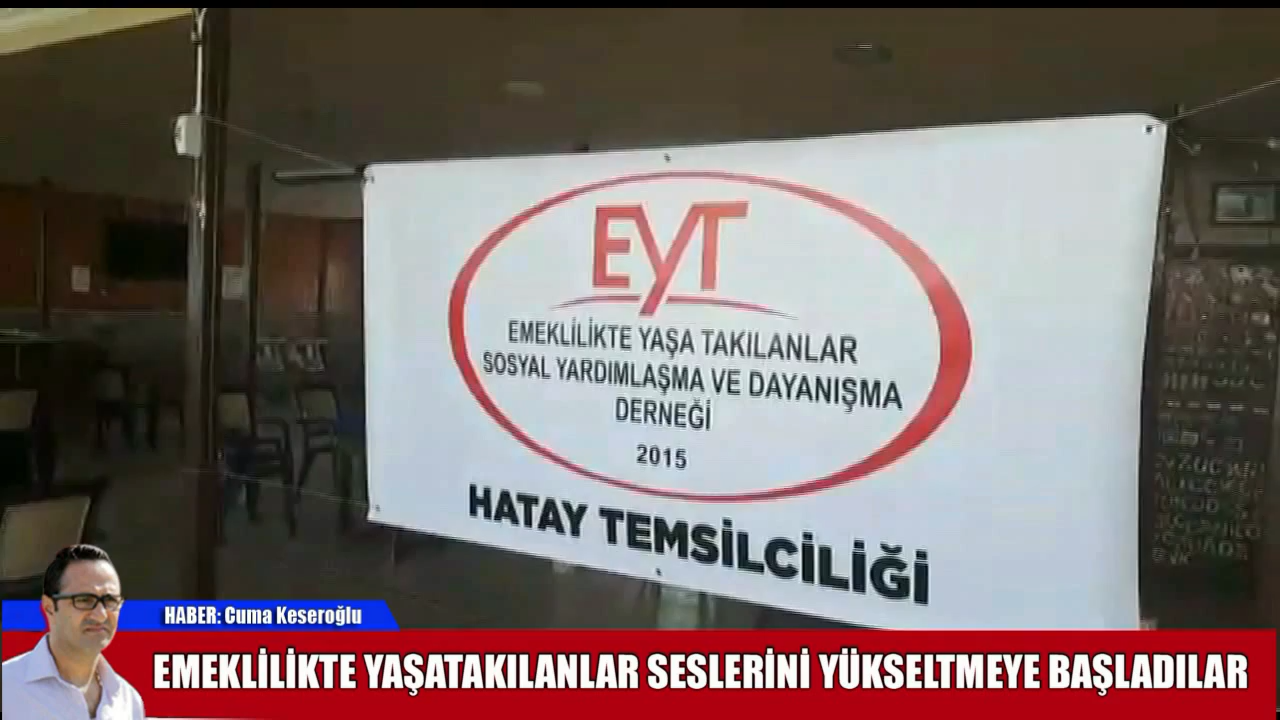 EYT
EMEKLİLİKTE YAŞA TAKILANLAR
SOSYAL YARDIMLAŞMA VE DAYANIŞMA
DERNEĞİ
2015
HATAY TEMSİLCİLİĞİ
HABER: Cuma Keseroğlu
EMEKLİLİKTE YAŞATAKILANLAR SESLERİNİ YÜKSELTMEYE BAŞLADILAR